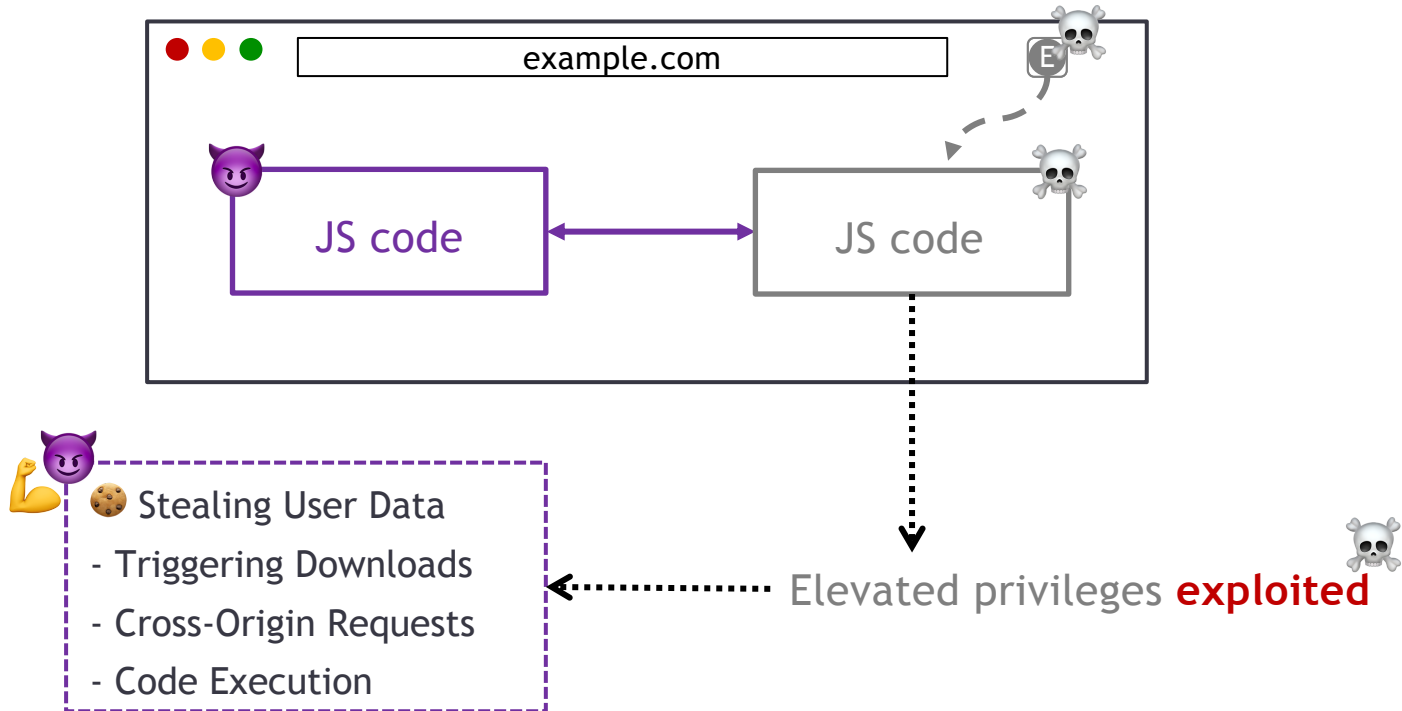 example.com
E
JS code
JS code
Stealing User Data
- Triggering Downloads
- Cross-Origin Requests
- Code Execution
Elevated privileges exploited